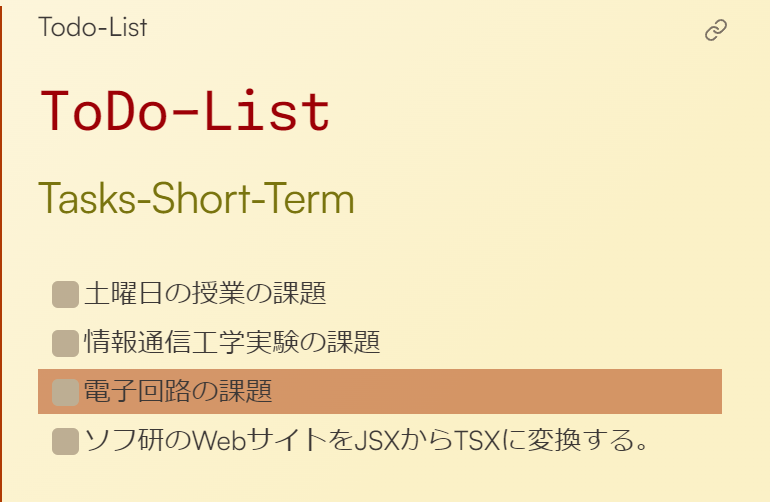 Todo-List
ToDo-List
Tasks-Short-Term
土曜日の授業の課題
情報通信工学実験の課題
電子回路の課題
ソフ研のWebサイトをJSXからTSXに変換する。